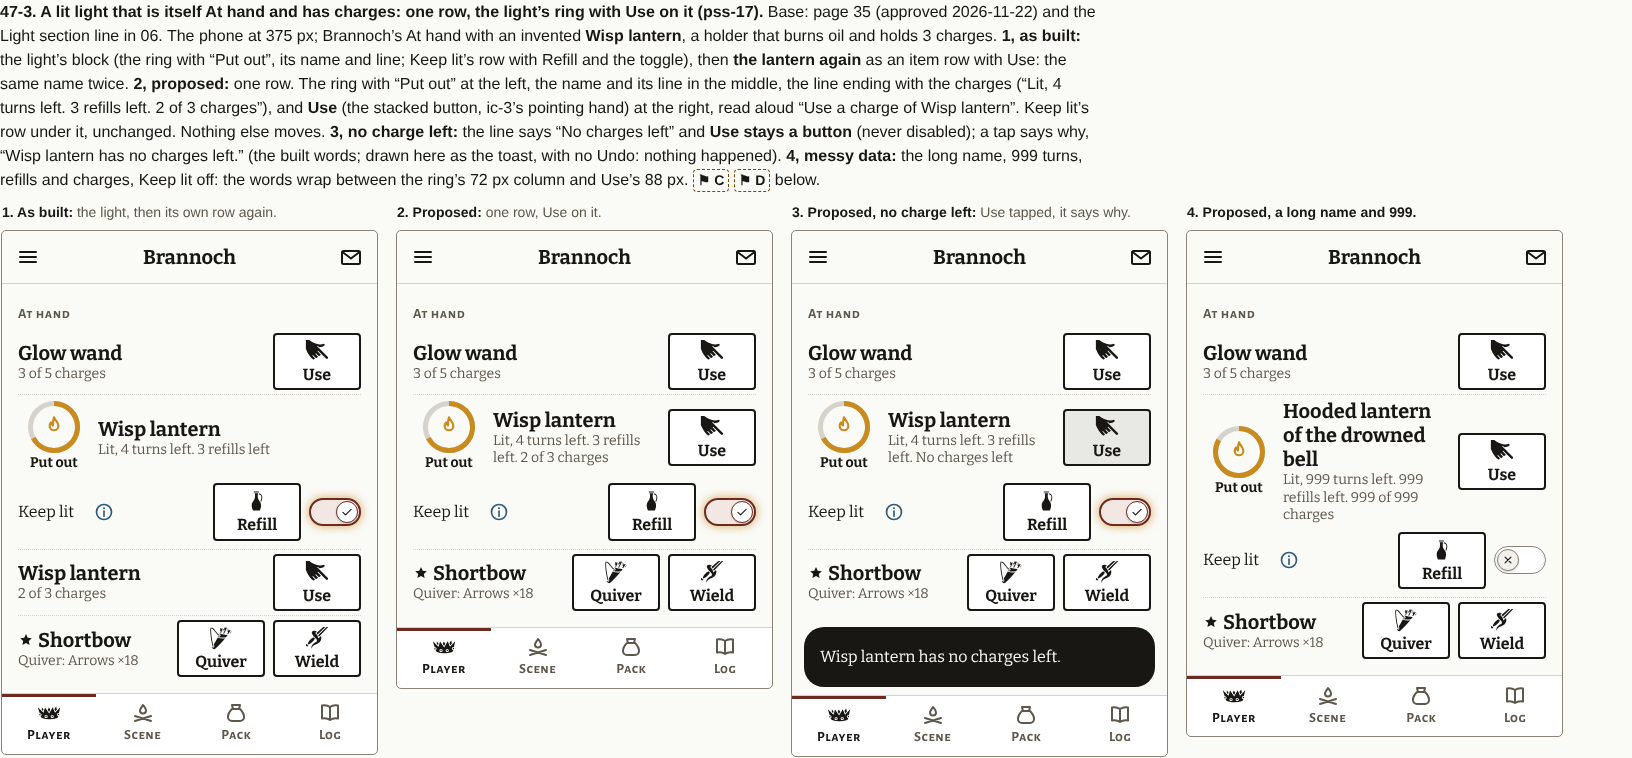 47-3. A lit light that is itself At hand and has charges: one row, the light's ring with Use on it (pss-17). Base: page 35 (approved 2026-11-22) and the
Light section line in 06. The phone at 375 px; Brannoch's At hand with an invented Wisp lantern, a holder that burns oil and holds 3 charges. 1, as built:
the light's block (the ring with “Put out”, its name and line; Keep lit's row with Refill and the toggle), then the lantern again as an item row with Use: the
same name twice. 2, proposed: one row. The ring with “Put out” at the left, the name and its line in the middle, the line ending with the charges (“Lit, 4
turns left. 3 refills left. 2 of 3 charges”), and Use (the stacked button, ic-3's pointing hand) at the right, read aloud “Use a charge of Wisp lantern”. Keep lit's
row under it, unchanged. Nothing else moves. 3, no charge left: the line says “No charges left” and Use stays a button (never disabled); a tap says why,
“Wisp lantern has no charges left.” (the built words; drawn here as the toast, with no Undo: nothing happened). 4, messy data: the long name, 999 turns,
refills and charges, Keep lit off: the words wrap between the ring's 72 px column and Use's 88 px. ⚑ C ⚑ D below.
1. As built: the light, then its own row again.
Brannoch
At hand
Glow wand
3 of 5 charges
Use
Wisp lantern
Lit, 4 turns left. 3 refills left
Put out
Keep lit
Refill
Wisp lantern
2 of 3 charges
Use
Shortbow
Quiver: Arrows ×18
Quiver
Wield
Player
Scene
Pack
Log
2. Proposed: one row, Use on it.
Brannoch
At hand
Glow wand
3 of 5 charges
Use
Wisp lantern
Lit, 4 turns left. 3 refills
left. 2 of 3 charges
Put out
Use
Keep lit
Refill
Shortbow
Quiver: Arrows ×18
Quiver
Wield
Player
Scene
Pack
Log
3. Proposed, no charge left: Use tapped, it says why.
Brannoch
At hand
Glow wand
3 of 5 charges
Use
Wisp lantern
Lit, 4 turns left. 3 refills
left. No charges left
Put out
Use
Keep lit
Refill
Shortbow
Quiver: Arrows ×18
Quiver
Wield
Wisp lantern has no charges left.
Player
Scene
Pack
Log
4. Proposed, a long name and 999.
Brannoch
At hand
Glow wand
3 of 5 charges
Use
Hooded lantern
of the drowned
bell
Lit, 999 turns left. 999
refills left. 999 of 999
charges
Put out
Use
Keep lit
Refill
Shortbow
Quiver: Arrows ×18
Quiver
Wield
Player
Scene
Pack
Log